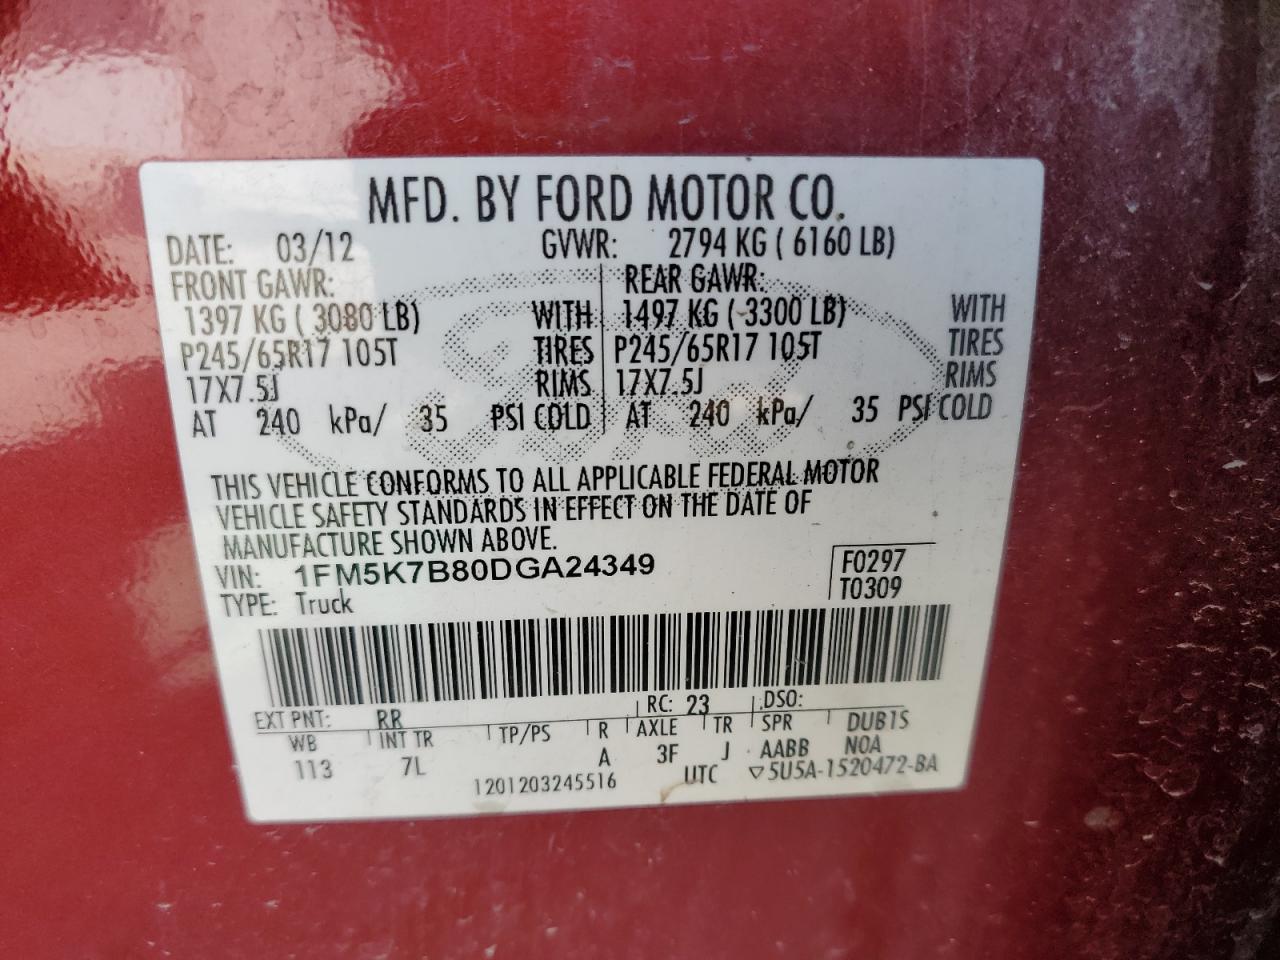 MFD. BY FORD MOTOR CO.
DATE: 03/12 GVWR: 2794 KG ( 6160 LB)
FRONT GAWR: REAR GAWR:
1397 KG ( 3080 LB) WITH 1497 KG ( 3300 LB) WITH
P245/65R17 105T TIRES P245/65R17 105T TIRES
17X7.5J RIMS 17X7.5J RIMS
AT 240 kPa/ 35 PSI COLD AT 240 kPa/ 35 PSI COLD
THIS VEHICLE CONFORMS TO ALL APPLICABLE FEDERAL MOTOR
VEHICLE SAFETY STANDARDS IN EFFECT ON THE DATE OF
MANUFACTURE SHOWN ABOVE.
VIN: 1FM5K7B80DGA24349 F0297
TYPE: Truck T0309
EXT PNT: RR RC: 23 DSO:
WB INT TR TP/PS R AXLE TR SPR DUB1S
113 7L A 3F J AABB NOA
1201203245516 UTC ▽5U5A-1520472-BA